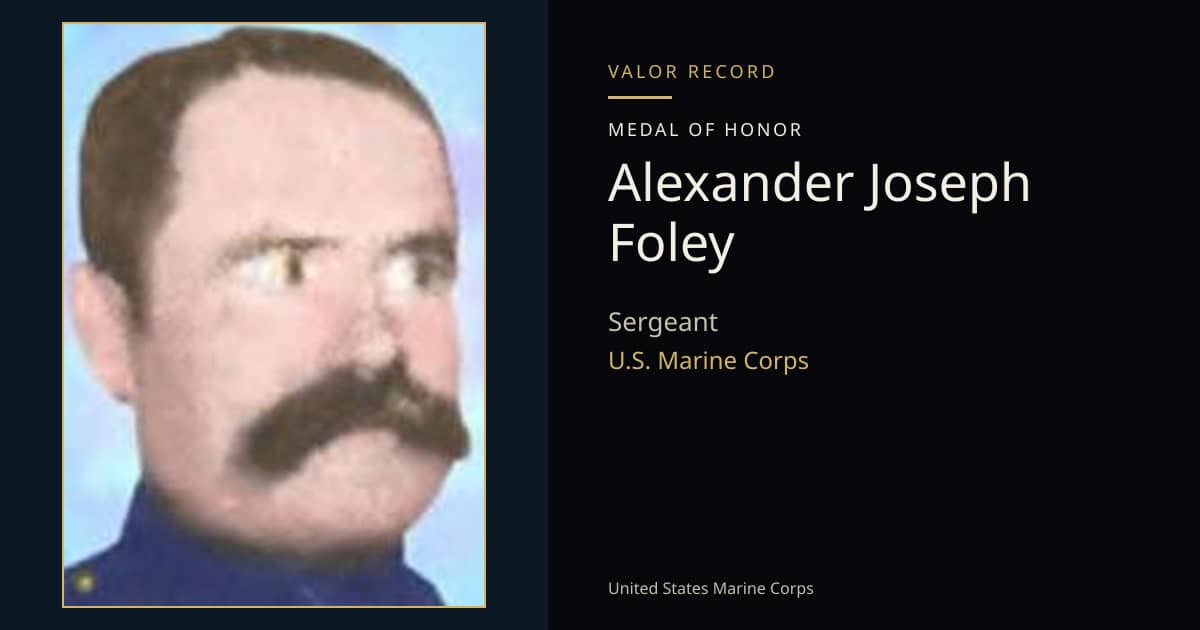 VALOR RECORD
MEDAL OF HONOR
Alexander Joseph
Foley
Sergeant
U.S. Marine Corps
United States Marine Corps